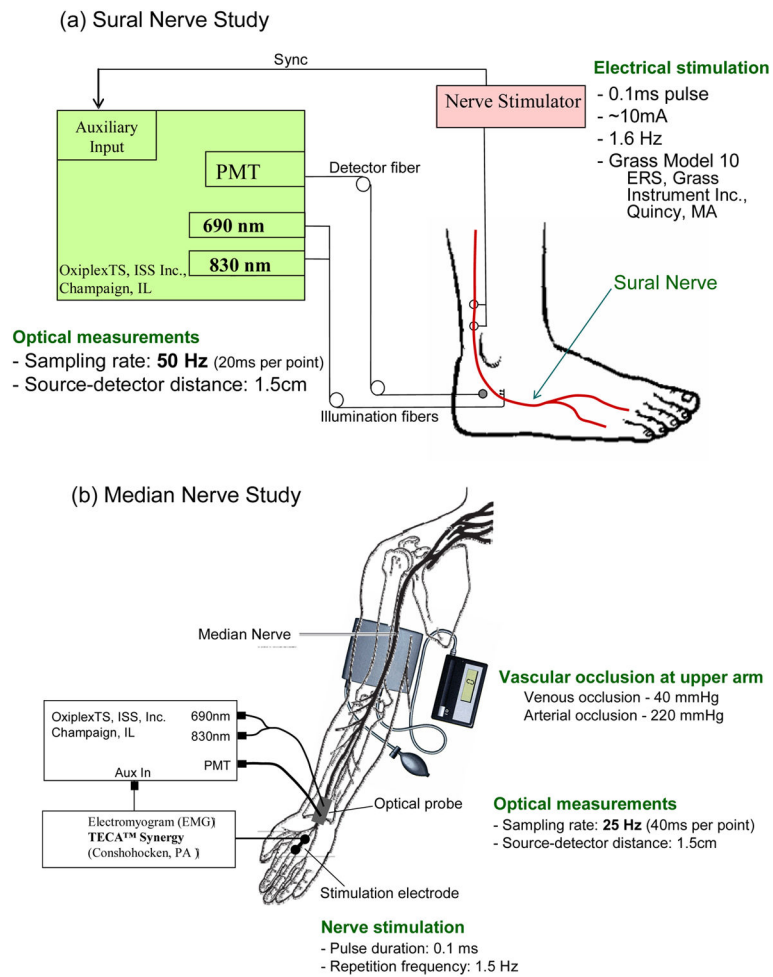 (a) Sural Nerve Study
Sync
Auxiliary
Input
PMT
690 nm
830 nm
OxiplexTS, ISS Inc.,
Champaign, IL
Detector fiber
Nerve Stimulator
Electrical stimulation
- 0.1ms pulse
- ~10mA
- 1.6 Hz
- Grass Model 10
ERS, Grass
Instrument Inc.,
Quincy, MA
Sural Nerve
Optical measurements
- Sampling rate: 50 Hz (20ms per point)
- Source-detector distance: 1.5cm
Illumination fibers
(b) Median Nerve Study
Median Nerve
Vascular occlusion at upper arm
Venous occlusion - 40 mmHg
Arterial occlusion - 220 mmHg
OxiplexTS, ISS, Inc.
Champaign, IL
690nm
830nm
PMT
Aux In
Electromyogram (EMG)
TECA™ Synergy
(Conshohocken, PA )
Optical probe
Stimulation electrode
Optical measurements
- Sampling rate: 25 Hz (40ms per point)
- Source-detector distance: 1.5cm
Nerve stimulation
- Pulse duration: 0.1 ms
- Repetition frequency: 1.5 Hz